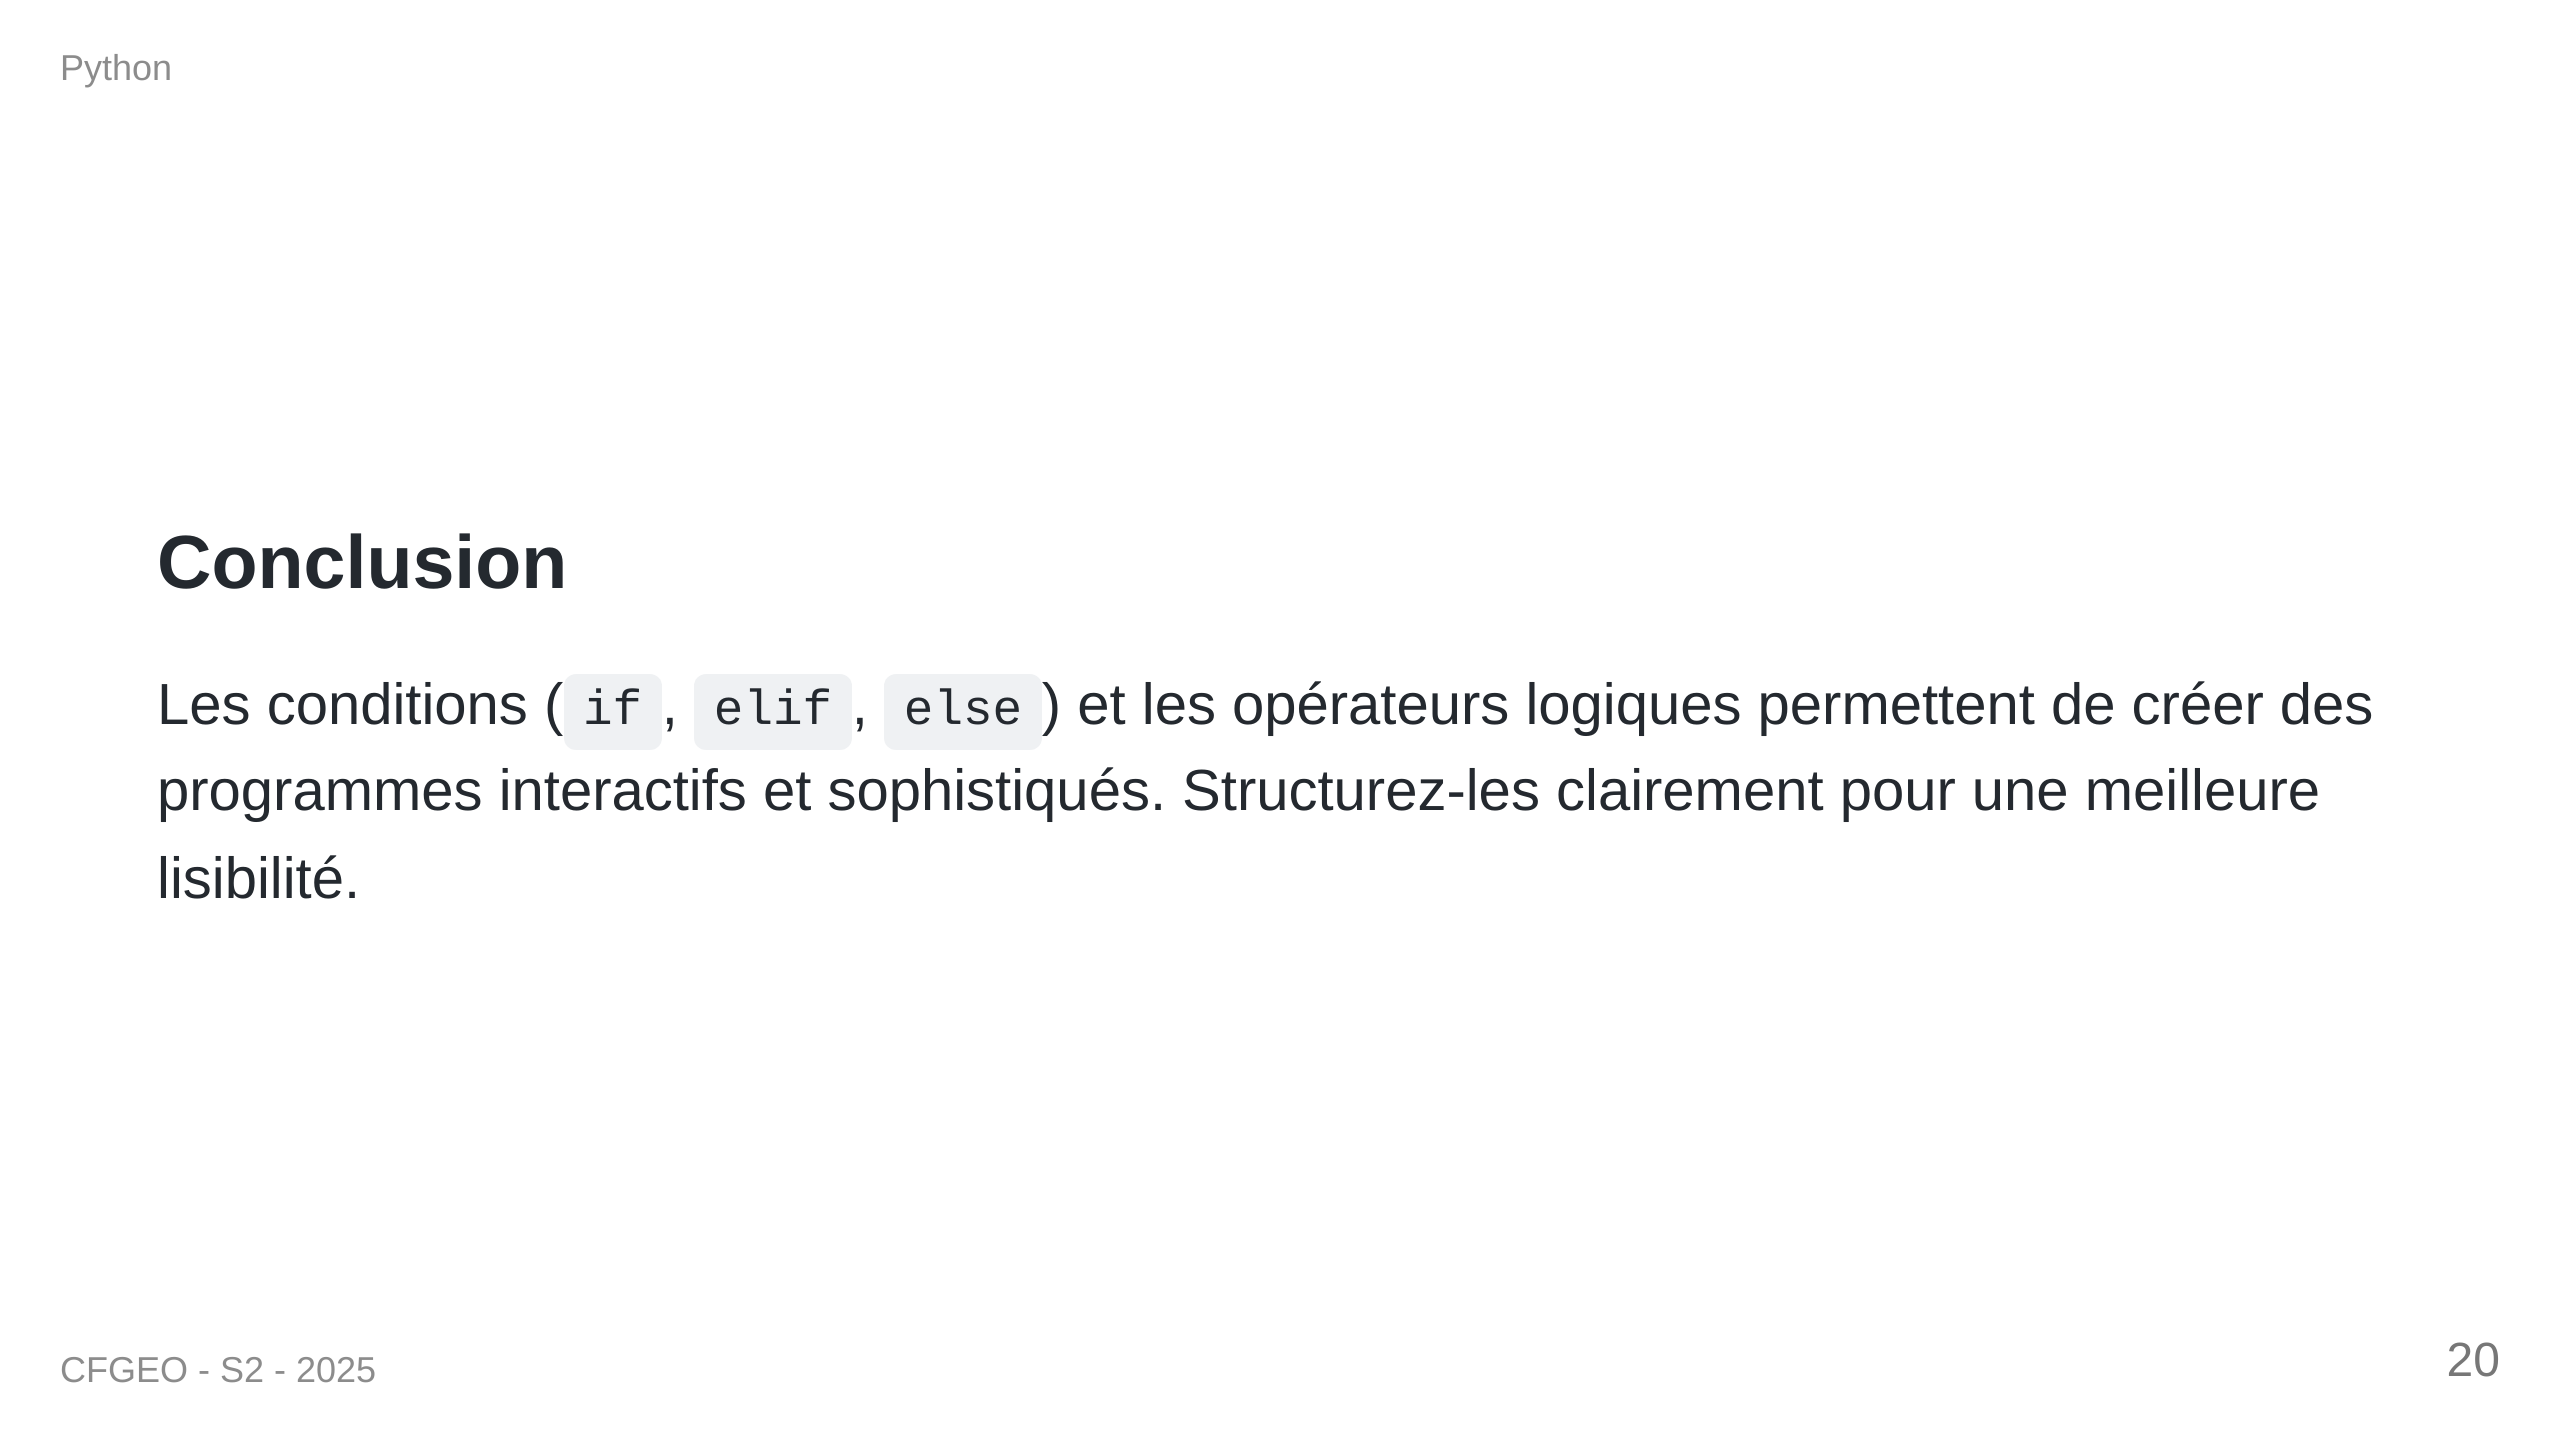 Python
Conclusion
Les conditions (if, elif, else) et les opérateurs logiques permettent de créer des
programmes interactifs et sophistiqués. Structurez-les clairement pour une meilleure
lisibilité.
CFGEO - S2 - 2025
20